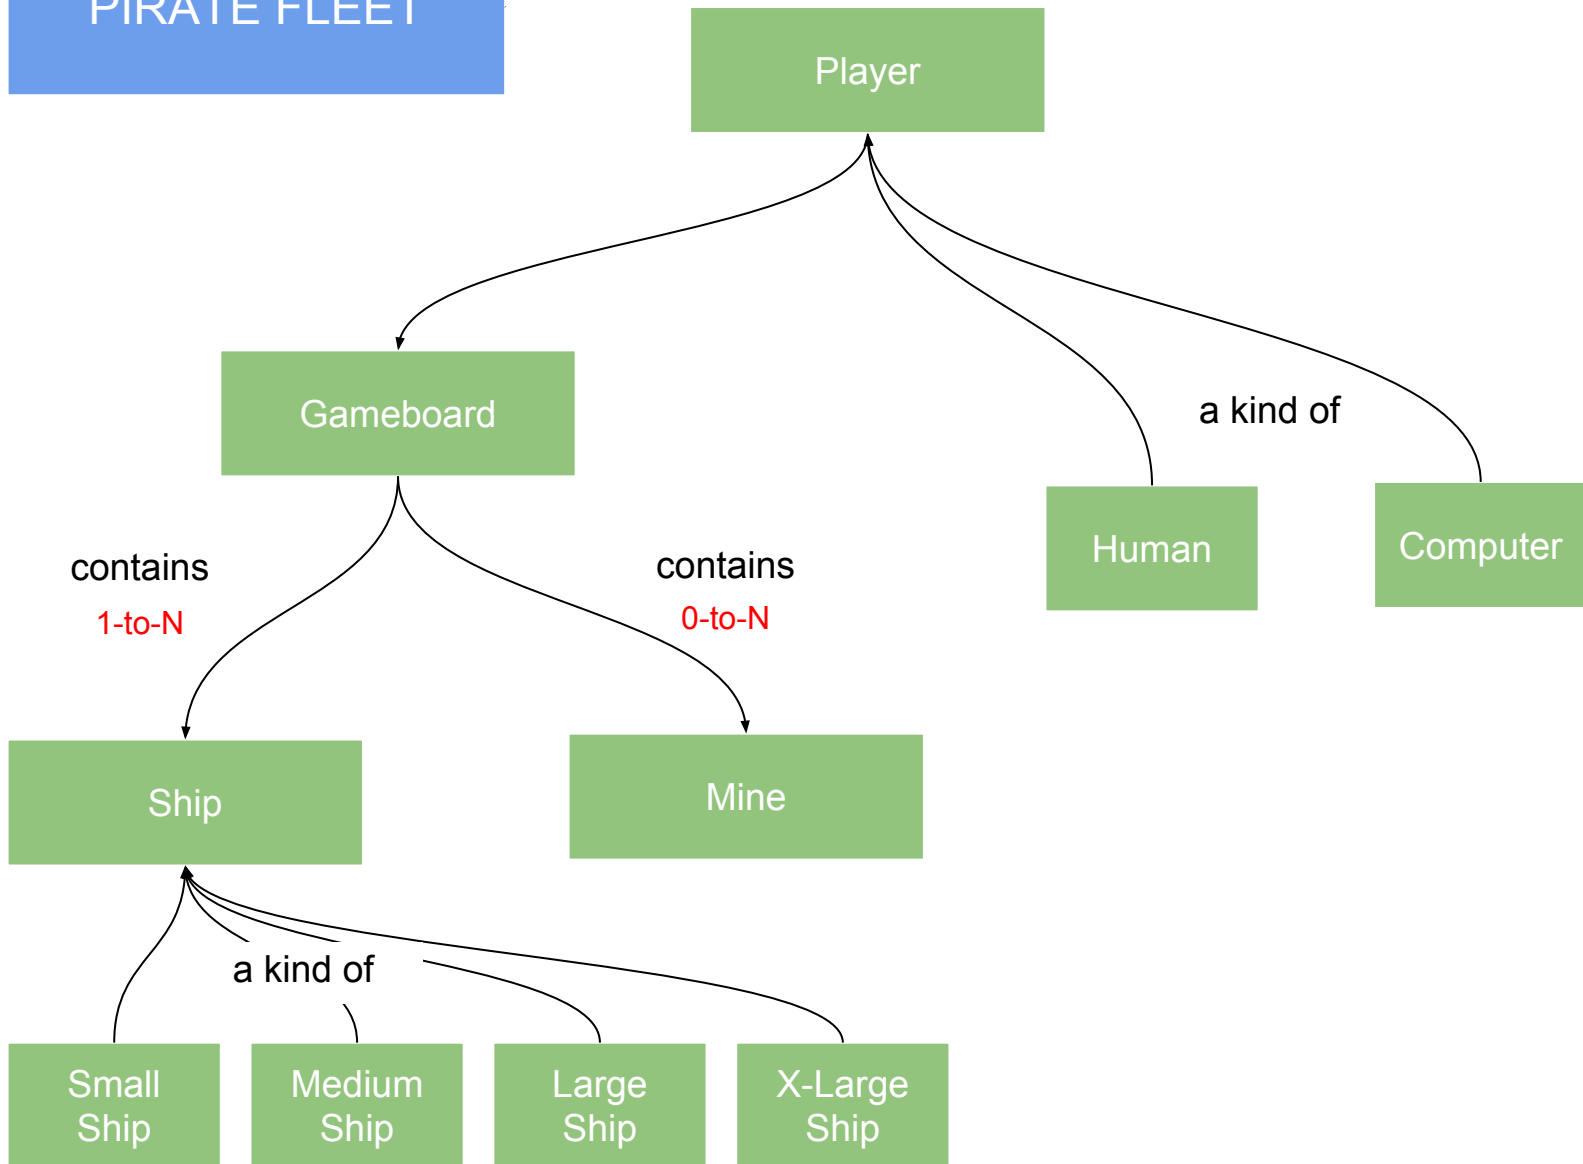 PIRATE FLEET
Player
Gameboard
a kind of
Human
Computer
contains
1-to-N
contains
0-to-N
Ship
Mine
a kind of
Small
Ship
Medium
Ship
Large
Ship
X-Large
Ship